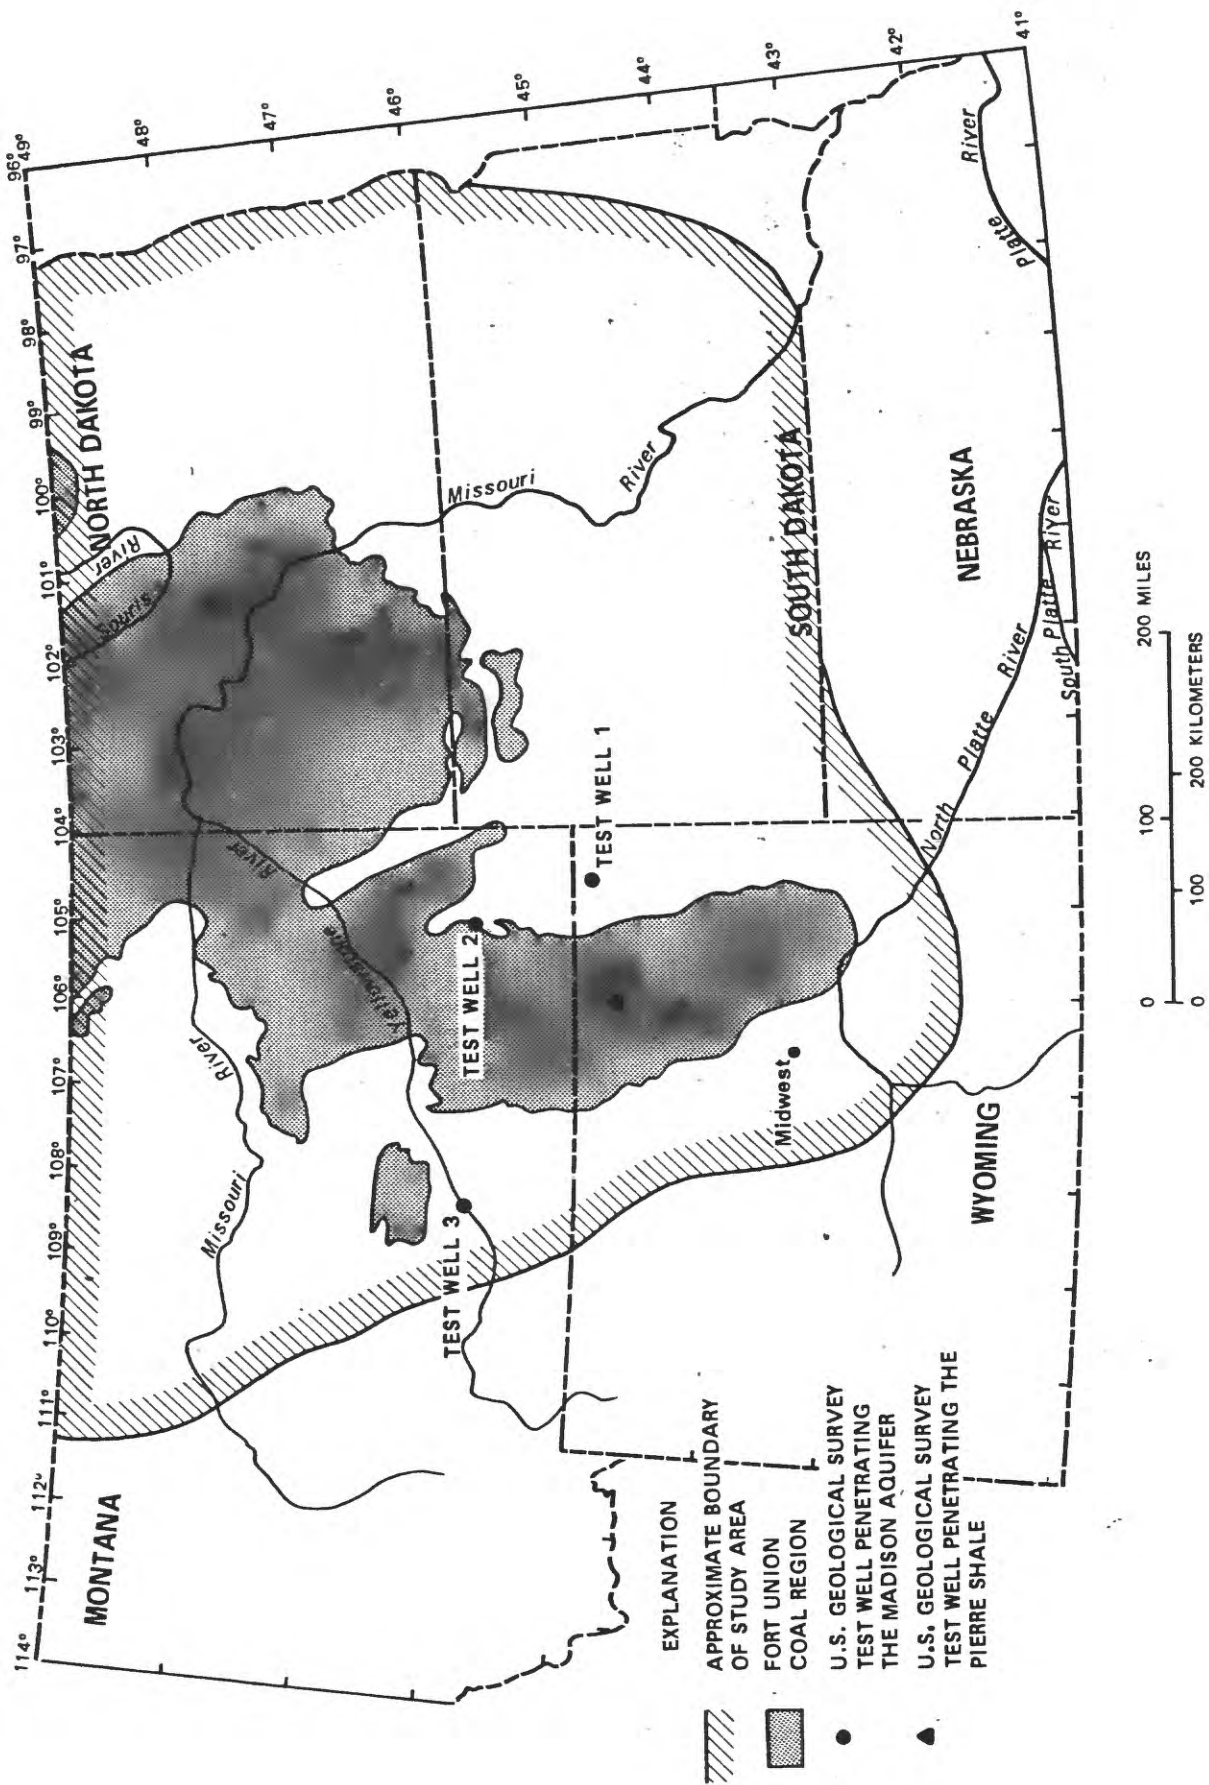 114°
113°
112°
111°
110°
109°
108°
107°
106°
105°
104°
103°
102°
101°
100°
99°
98°
97°
96°
49°
48°
47°
46°
45°
44°
43°
42°
41°
MONTANA
NORTH DAKOTA
SOUTH DAKOTA
NEBRASKA
WYOMING
Missouri
River
Souris
River
Yellowstone
River
Missouri
River
North Platte River
South Platte River
Platte River
TEST WELL 1
TEST WELL 2
TEST WELL 3
Midwest
EXPLANATION
APPROXIMATE BOUNDARY
OF STUDY AREA
FORT UNION
COAL REGION
U.S. GEOLOGICAL SURVEY
TEST WELL PENETRATING
THE MADISON AQUIFER
U.S. GEOLOGICAL SURVEY
TEST WELL PENETRATING THE
PIERRE SHALE
0 100 200 MILES
0 100 200 KILOMETERS